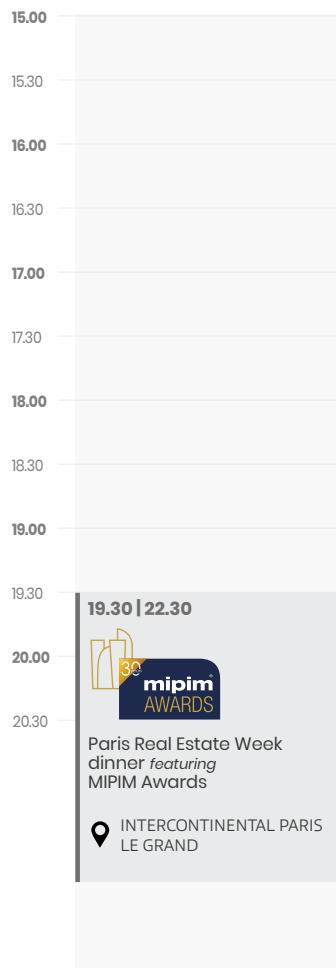 15.00
15.30
16.00
16.30
17.00
17.30
18.00
18.30
19.00
19.30
19.30 | 22.30
20.00
30
mipim®
AWARDS
20.30
Paris Real Estate Week
dinner featuring
MIPIM Awards
INTERCONTINENTAL PARIS
LE GRAND